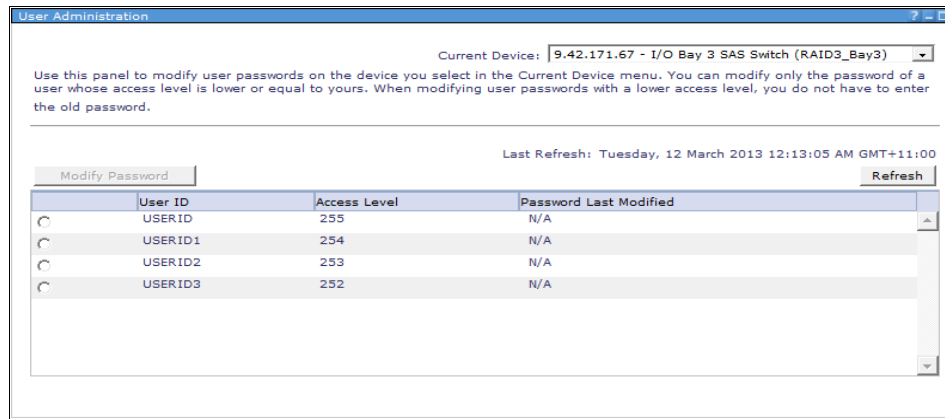 User Administration
Current Device: 9.42.171.67 - I/O Bay 3 SAS Switch (RAID3_Bay3)
Use this panel to modify user passwords on the device you select in the Current Device menu. You can modify only the password of a
user whose access level is lower or equal to yours. When modifying user passwords with a lower access level, you do not have to enter
the old password.
Last Refresh: Tuesday, 12 March 2013 12:13:05 AM GMT+11:00
Modify Password Refresh
User ID Access Level Password Last Modified
USERID 255 N/A
USERID1 254 N/A
USERID2 253 N/A
USERID3 252 N/A